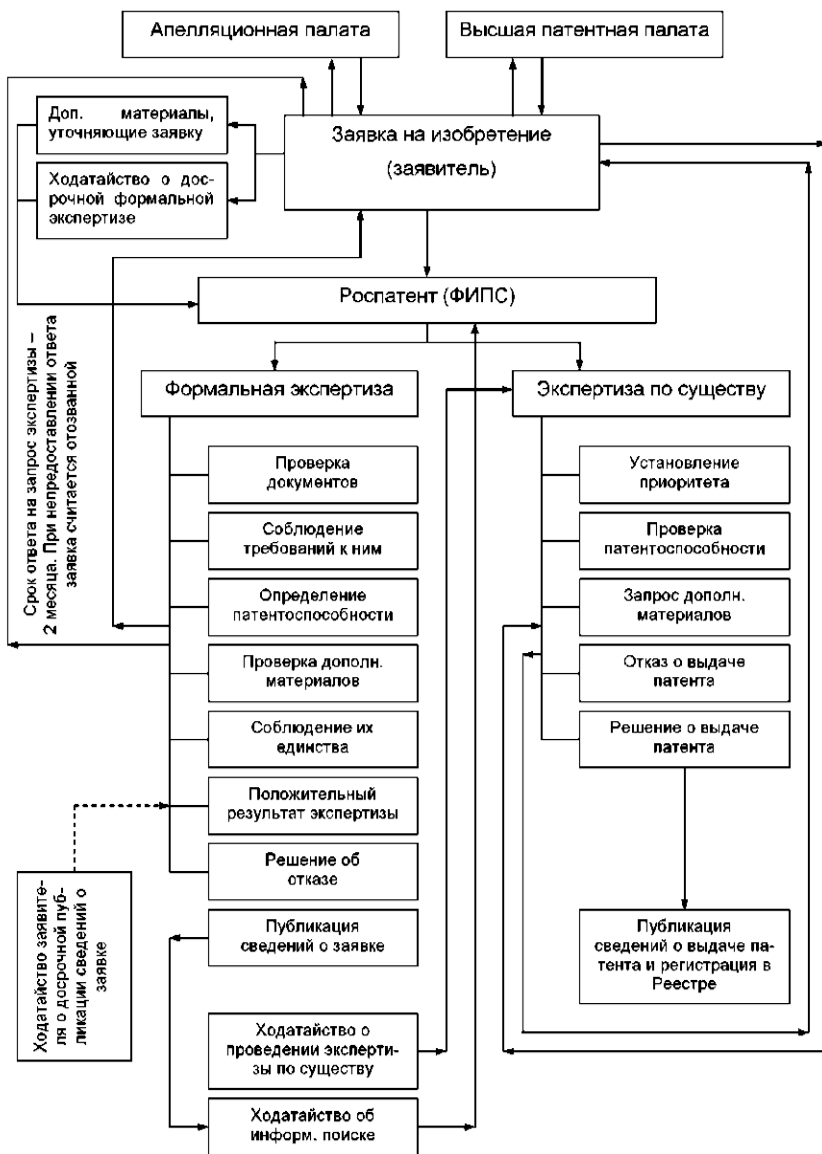 Апелляционная палата
Высшая патентная палата
Доп. материалы,
уточняющие заявку
Заявка на изобретение
(заявитель)
Ходатайство о дос-
рочной формальной
экспертизе
Роспатент (ФИПС)
Срок ответа на запрос экспертизы –
2 месяца. При непредоставлении ответа
заявка считается отозванной
Формальная экспертиза
Экспертиза по существу
Проверка
документов
Установление
приоритета
Соблюдение
требований к ним
Проверка
патентоспособности
Определение
патентоспособности
Запрос дополн.
материалов
Проверка дополн.
материалов
Отказ о выдаче
патента
Соблюдение их
единства
Решение о выдаче
патента
Положительный
результат экспертизы
Решение об
отказе
Ходатайство заявите-
ля о досрочной пуб-
ликации сведений о
заявке
Публикация
сведений о заявке
Публикация
сведений о выдаче па-
тента и регистрация в
Реестре
Ходатайство о
проведении эксперти-
зы по существу
Ходатайство об
информ. поиске